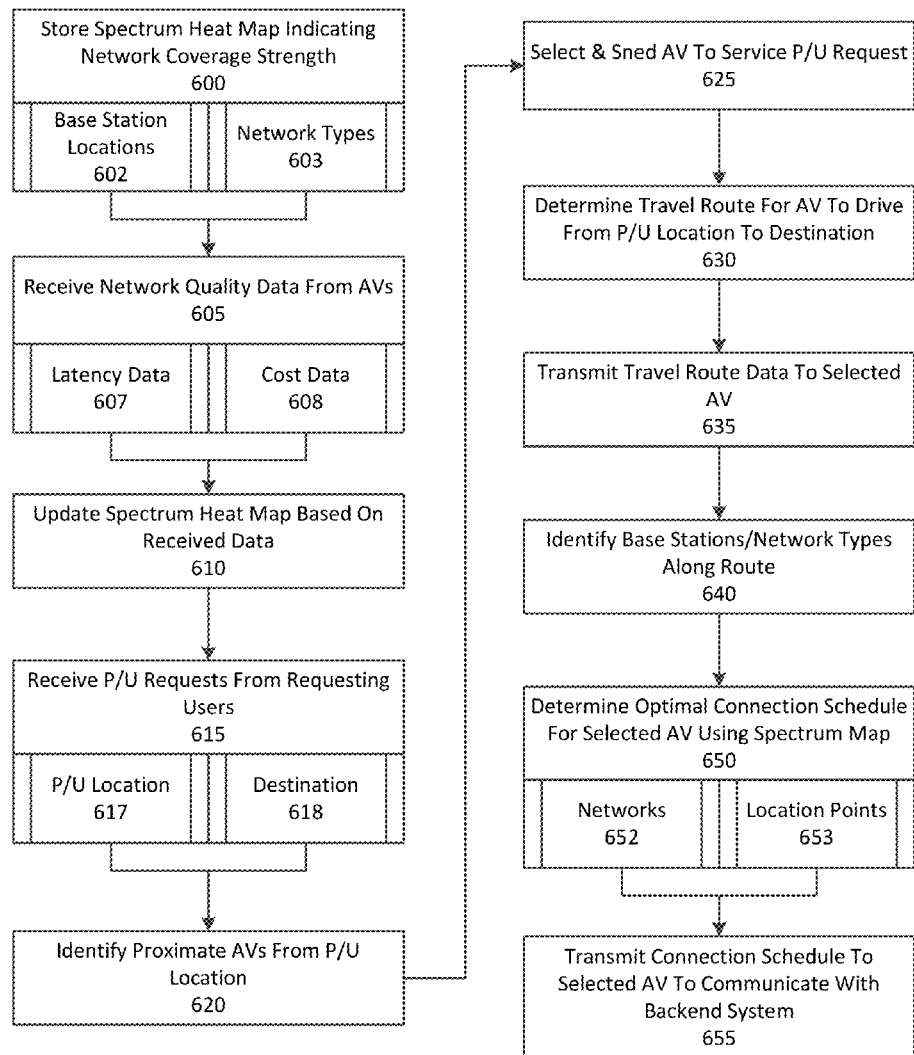 Store Spectrum Heat Map Indicating
Network Coverage Strength
600
Base Station
Locations
602
Network Types
603
Receive Network Quality Data From AVs
605
Latency Data
607
Cost Data
608
Update Spectrum Heat Map Based On
Received Data
610
Receive P/U Requests From Requesting
Users
615
P/U Location
617
Destination
618
Identify Proximate AVs From P/U
Location
620
Select & Sned AV To Service P/U Request
625
Determine Travel Route For AV To Drive
From P/U Location To Destination
630
Transmit Travel Route Data To Selected
AV
635
Identify Base Stations/Network Types
Along Route
640
Determine Optimal Connection Schedule
For Selected AV Using Spectrum Map
650
Networks
652
Location Points
653
Transmit Connection Schedule To
Selected AV To Communicate With
Backend System
655